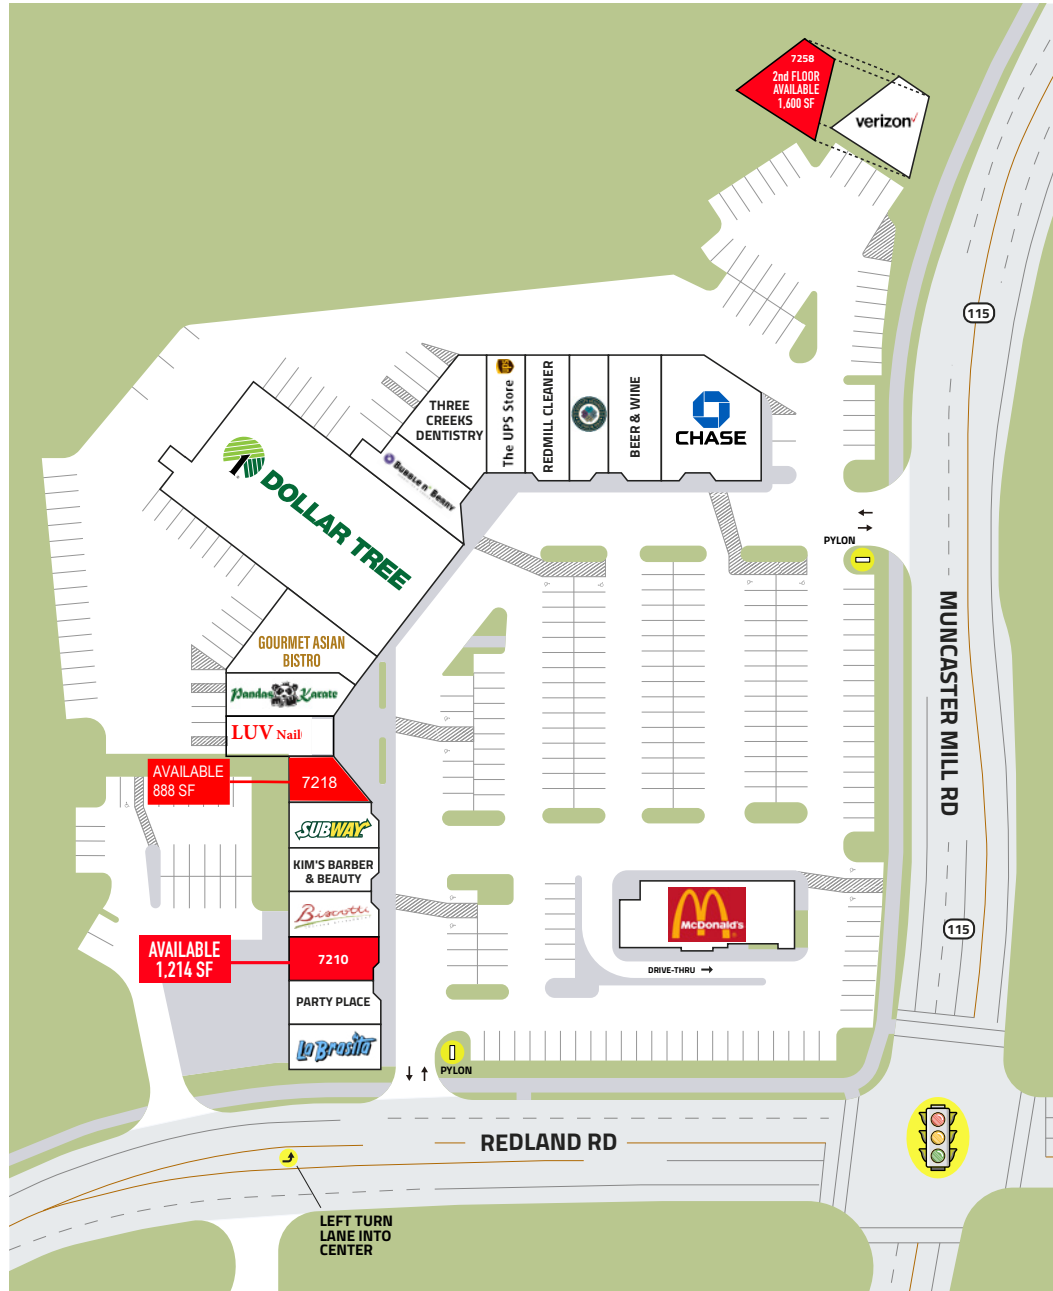 7258
2nd FLOOR
AVAILABLE
1,600 SF
verizon
115
THREE
CREEKS
DENTISTRY
ups
The UPS Store
REDMILL CLEANER
BEER & WINE
CHASE
Bubble n' Berry
DOLLAR TREE
PYLON
MUNCASTER MILL RD
GOURMET ASIAN
BISTRO
Pandas Karate
LUV Nail
AVAILABLE
888 SF
7218
SUBWAY
KIM'S BARBER
& BEAUTY
Biscotti
AVAILABLE
1,214 SF
7210
PARTY PLACE
La Brasita
McDonald's
DRIVE-THRU
115
PYLON
REDLAND RD
LEFT TURN
LANE INTO
CENTER